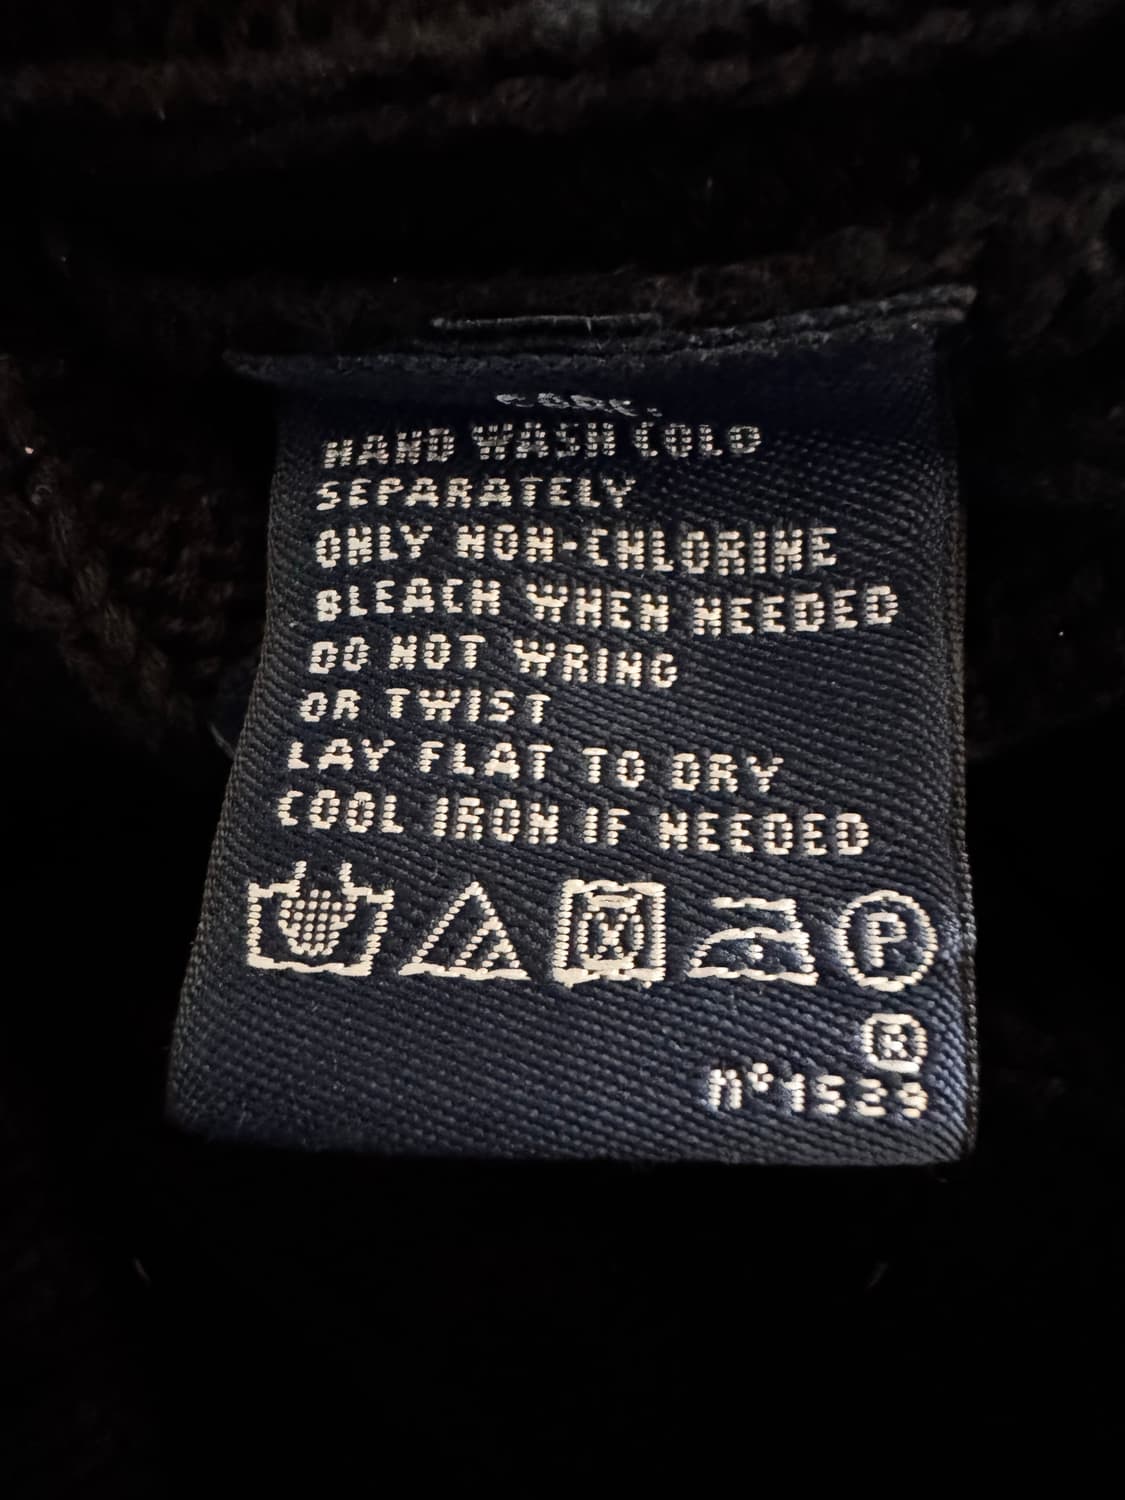 CARE:
HAND WASH COLD
SEPARATELY
ONLY NON-CHLORINE
BLEACH WHEN NEEDED
DO NOT WRING
OR TWIST
LAY FLAT TO DRY
COOL IRON IF NEEDED
P
R
Nº1529